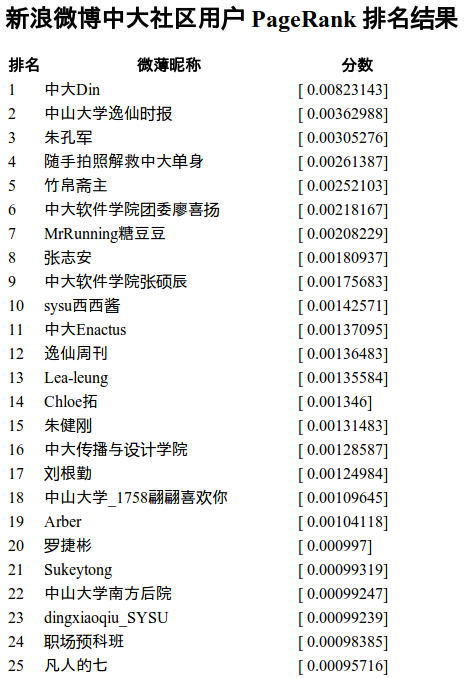 新浪微博中大社区用户 PageRank 排名结果
排名 微薄昵称 分数
1 中大Din [ 0.00823143]
2 中山大学逸仙时报 [ 0.00362988]
3 朱孔军 [ 0.00305276]
4 随手拍照解救中大单身 [ 0.00261387]
5 竹帛斋主 [ 0.00252103]
6 中大软件学院团委廖喜扬 [ 0.00218167]
7 MrRunning糖豆豆 [ 0.00208229]
8 张志安 [ 0.00180937]
9 中大软件学院张硕辰 [ 0.00175683]
10 sysu西西酱 [ 0.00142571]
11 中大Enactus [ 0.00137095]
12 逸仙周刊 [ 0.00136483]
13 Lea-leung [ 0.00135584]
14 Chloe拓 [ 0.001346]
15 朱健刚 [ 0.00131483]
16 中大传播与设计学院 [ 0.00128587]
17 刘根勤 [ 0.00124984]
18 中山大学_1758翩翩喜欢你 [ 0.00109645]
19 Arber [ 0.00104118]
20 罗捷彬 [ 0.000997]
21 Sukeytong [ 0.00099319]
22 中山大学南方后院 [ 0.00099247]
23 dingxiaoqiu_SYSU [ 0.00099239]
24 职场预科班 [ 0.00098385]
25 凡人的七 [ 0.00095716]